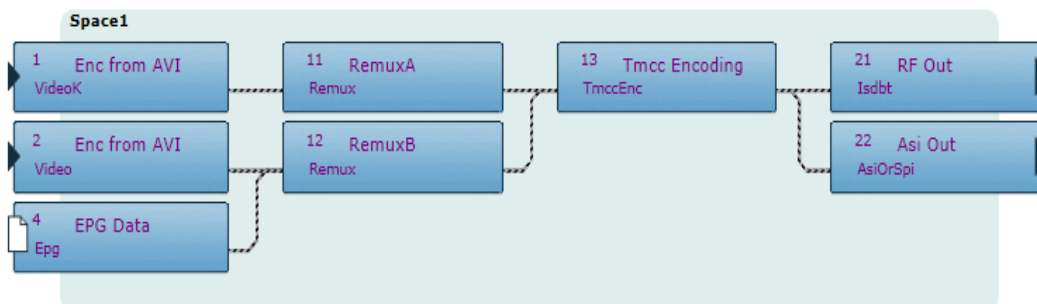 Space1
1 Enc from AVI
VideoK
11 RemuxA
Remux
13 Tmcc Encoding
TmccEnc
21 RF Out
Isdbt
2 Enc from AVI
Video
12 RemuxB
Remux
22 Asi Out
AsiOrSpi
4 EPG Data
Epg